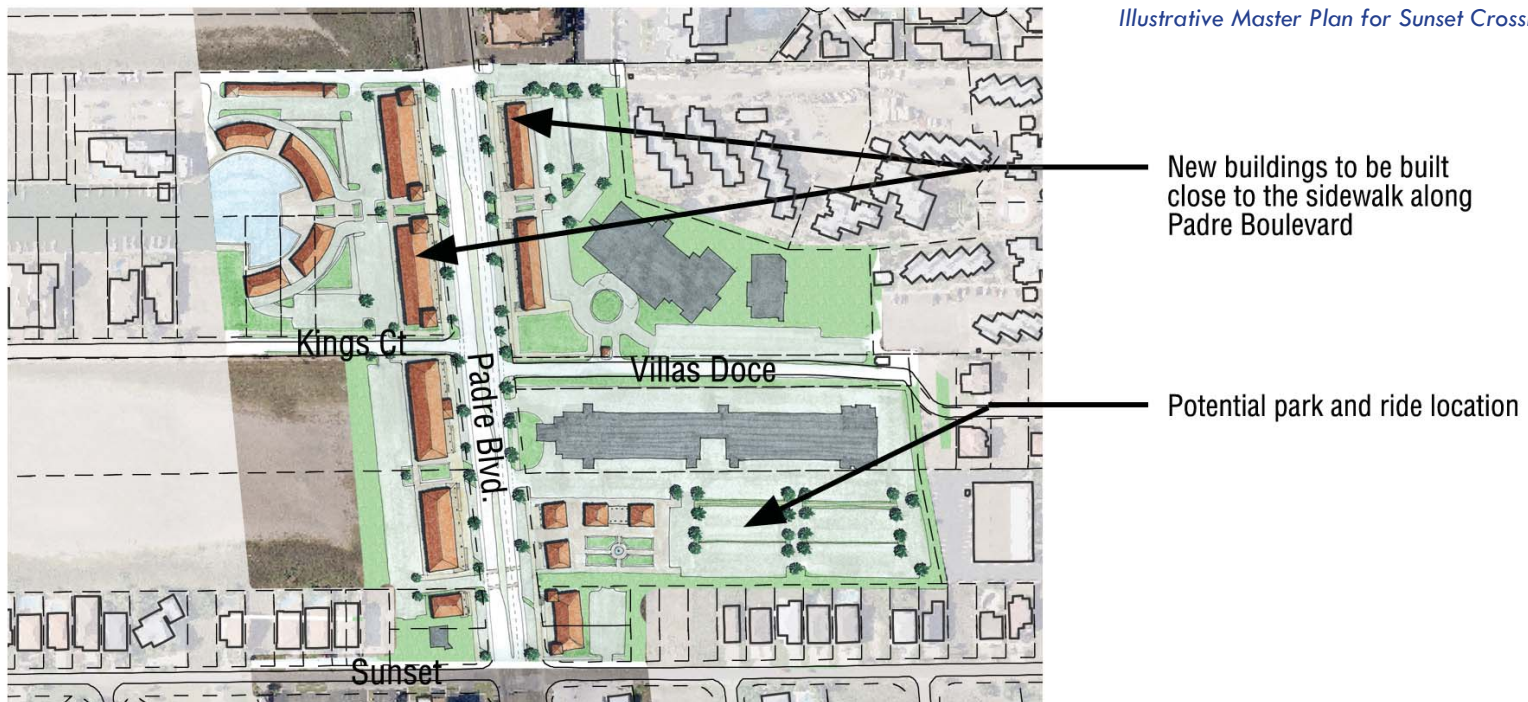 Illustrative Master Plan for Sunset
New buildings to be built
close to the sidewalk along
Padre Boulevard
Kings Ct
Villas Doce
Padre Blvd.
Potential park and ride location
Sunset